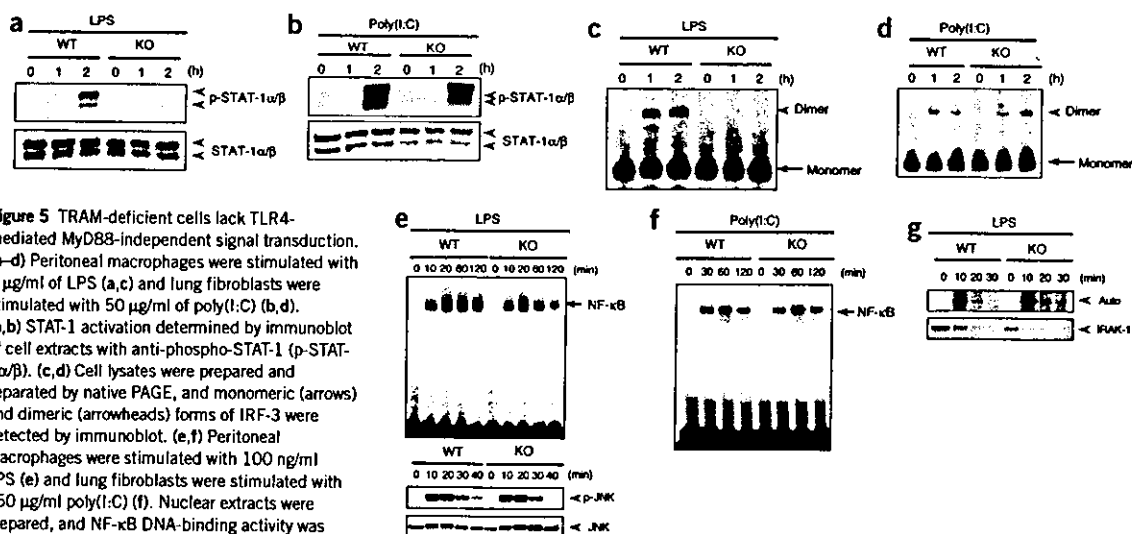 a
LPS
WT KO
0 1 2 0 1 2 (h)
p-STAT-1α/β
STAT-1α/β
b
Poly(I:C)
WT KO
0 1 2 0 1 2 (h)
p-STAT-1α/β
STAT-1α/β
c
LPS
WT KO
0 1 2 0 1 2 (h)
Dimer
Monomer
d
Poly(I:C)
WT KO
0 1 2 0 1 2 (h)
Dimer
Monomer
igure 5 TRAM-deficient cells lack TLR4-
mediated MyD88-independent signal transduction.
–d) Peritoneal macrophages were stimulated with
μg/ml of LPS (a,c) and lung fibroblasts were
stimulated with 50 μg/ml of poly(I:C) (b,d).
,b) STAT-1 activation determined by immunoblot
f cell extracts with anti-phospho-STAT-1 (p-STAT-
α/β). (c,d) Cell lysates were prepared and
eparated by native PAGE, and monomeric (arrows)
nd dimeric (arrowheads) forms of IRF-3 were
etected by immunoblot. (e,f) Peritoneal
acrophages were stimulated with 100 ng/ml
PS (e) and lung fibroblasts were stimulated with
50 μg/ml poly(I:C) (f). Nuclear extracts were
repared, and NF-κB DNA-binding activity was
e
LPS
WT KO
0 10 20 60 120 0 10 20 60 120 (min)
NF-κB
WT KO
0 10 20 30 40 0 10 20 30 40 (min)
p-JNK
JNK
f
Poly(I:C)
WT KO
0 30 60 120 0 30 60 120 (min)
NF-κB
g
LPS
WT KO
0 10 20 30 0 10 20 30 (min)
Auto
IRAK-1